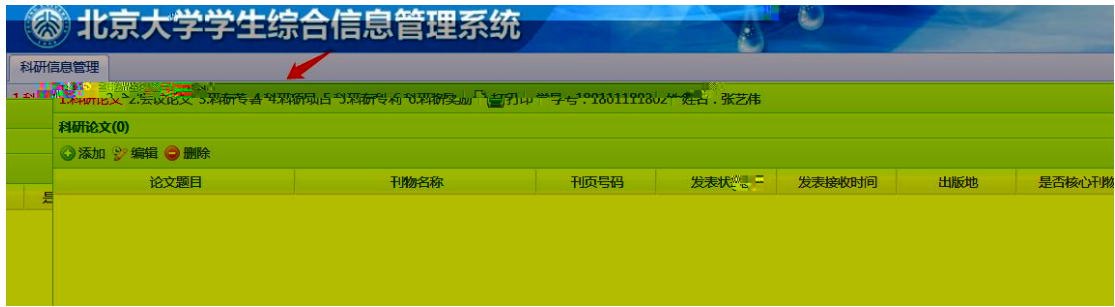 北京大学学生综合信息管理系统
科研信息管理
1.科研论文 2.会议论文 3.科研专著 4.科研项目 5.科研专利 6.科研奖励 打印 学号: 姓名:张艺伟
科研论文(0)
添加 编辑 删除
论文题目 刊物名称 刊页号码 发表状 发表接收时间 出版地 是否核心刊物
是